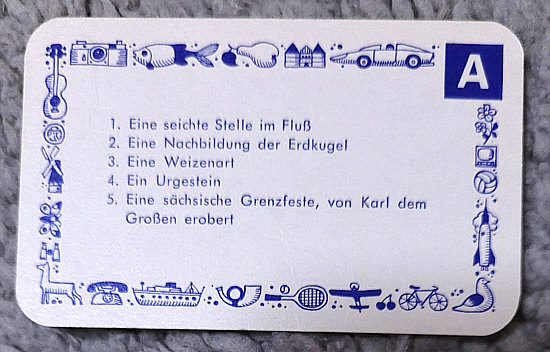 A
1. Eine seichte Stelle im Fluß
2. Eine Nachbildung der Erdkugel
3. Eine Weizenart
4. Ein Urgestein
5. Eine sächsische Grenzfeste, von Karl dem
Großen erobert